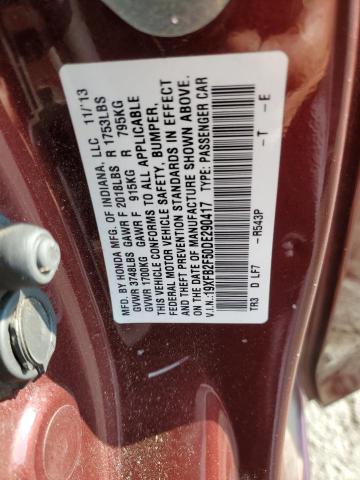 MFD. BY HONDA MFG. OF INDIANA, LLC 11/'13
GVWR 3748LBS GAWR F 2018LBS R 1753LBS
GVWR 1700KG GAWR F 915KG R 795KG
THIS VEHICLE CONFORMS TO ALL APPLICABLE
FEDERAL MOTOR VEHICLE SAFETY, BUMPER,
AND THEFT PREVENTION STANDARDS IN EFFECT
ON THE DATE OF MANUFACTURE SHOWN ABOVE.
V.I.N.:19XFB2F50DE290417 TYPE: PASSENGER CAR
TR3 D LF7 -R543P -T -E